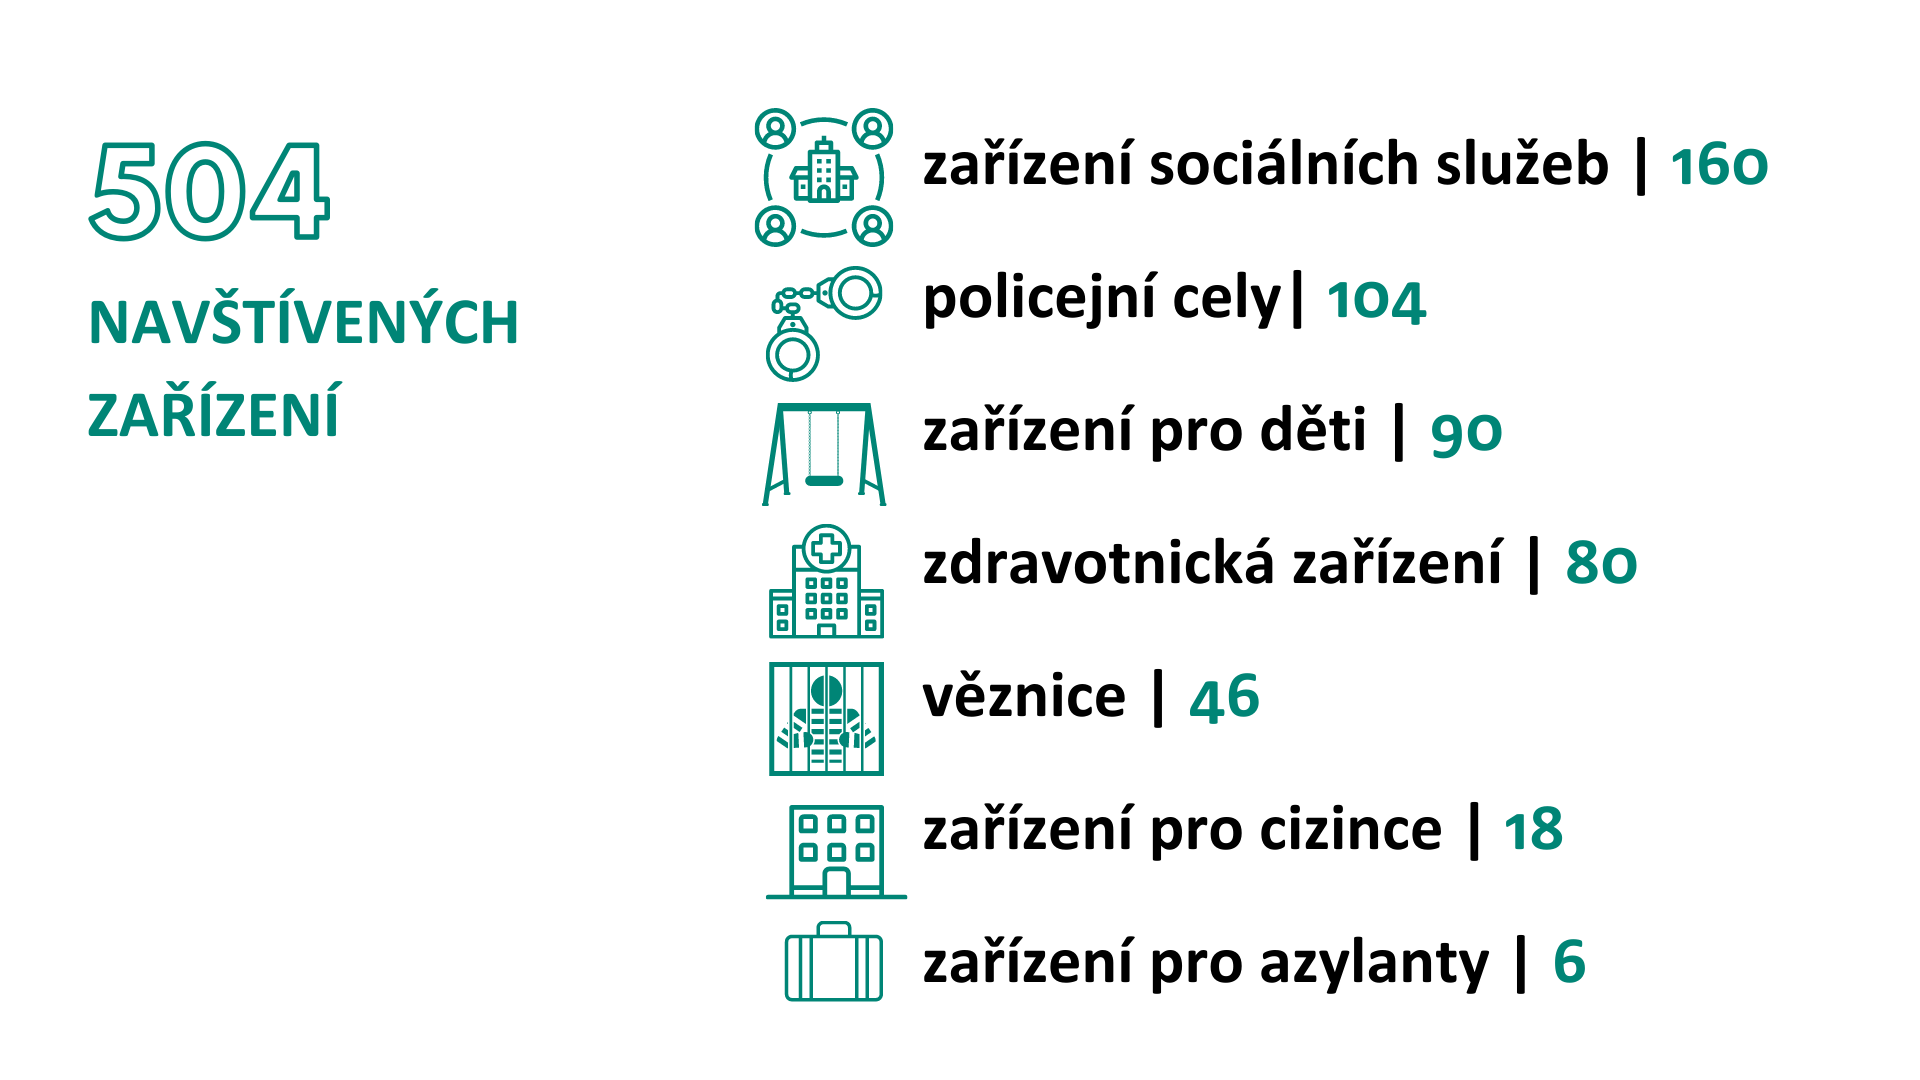 504
NAVŠTÍVENÝCH
ZAŘÍZENÍ
zařízení sociálních služeb | 160
policejní cely| 104
zařízení pro děti | 90
zdravotnická zařízení | 80
věznice | 46
zařízení pro cizince | 18
zařízení pro azylanty | 6